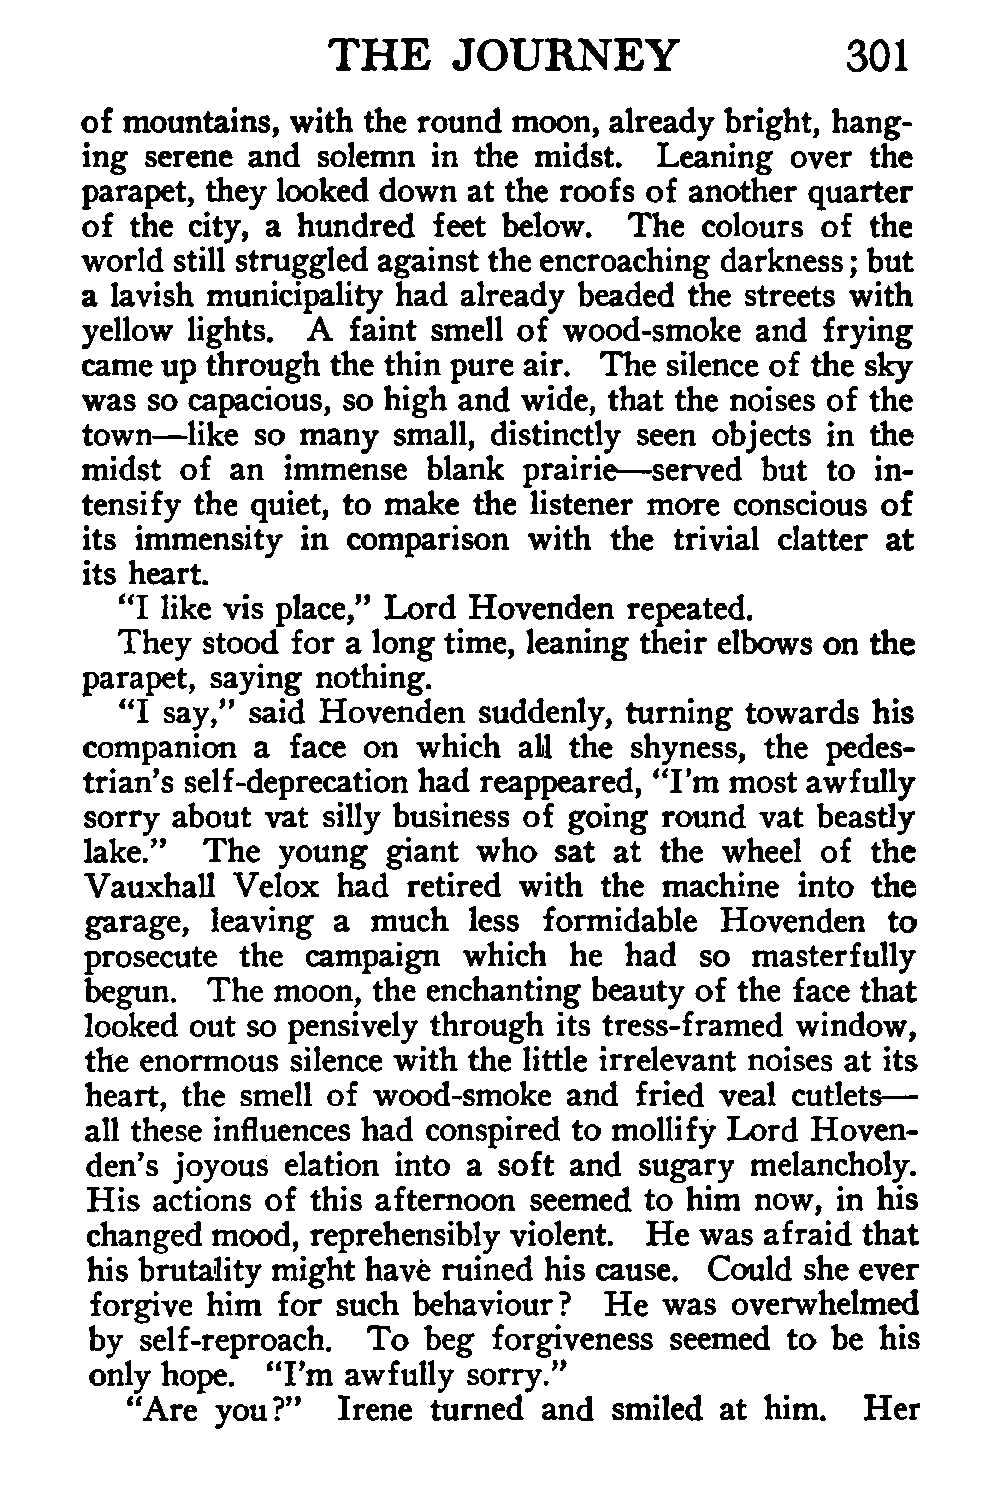 THE JOURNEY 301
of mountains, with the round moon, already bright, hang-
ing serene and solemn in the midst. Leaning over the
parapet, they looked down at the roofs of another quarter
of the city, a hundred feet below. The colours of the
world still struggled against the encroaching darkness; but
a lavish municipality had already beaded the streets with
yellow lights. A faint smell of wood-smoke and frying
came up through the thin pure air. The silence of the sky
was so capacious, so high and wide, that the noises of the
town—like so many small, distinctly seen objects in the
midst of an immense blank prairie—served but to in-
tensify the quiet, to make the listener more conscious of
its immensity in comparison with the trivial clatter at
its heart.
“I like vis place,” Lord Hovenden repeated.
They stood for a long time, leaning their elbows on the
parapet, saying nothing.
“I say,” said Hovenden suddenly, turning towards his
companion a face on which all the shyness, the pedes-
trian’s self-deprecation had reappeared, “I’m most awfully
sorry about vat silly business of going round vat beastly
lake.” The young giant who sat at the wheel of the
Vauxhall Velox had retired with the machine into the
garage, leaving a much less formidable Hovenden to
prosecute the campaign which he had so masterfully
begun. The moon, the enchanting beauty of the face that
looked out so pensively through its tress-framed window,
the enormous silence with the little irrelevant noises at its
heart, the smell of wood-smoke and fried veal cutlets—
all these influences had conspired to mollify Lord Hoven-
den’s joyous elation into a soft and sugary melancholy.
His actions of this afternoon seemed to him now, in his
changed mood, reprehensibly violent. He was afraid that
his brutality might have ruined his cause. Could she ever
forgive him for such behaviour? He was overwhelmed
by self-reproach. To beg forgiveness seemed to be his
only hope. “I’m awfully sorry.”
“Are you?” Irene turned and smiled at him. Her